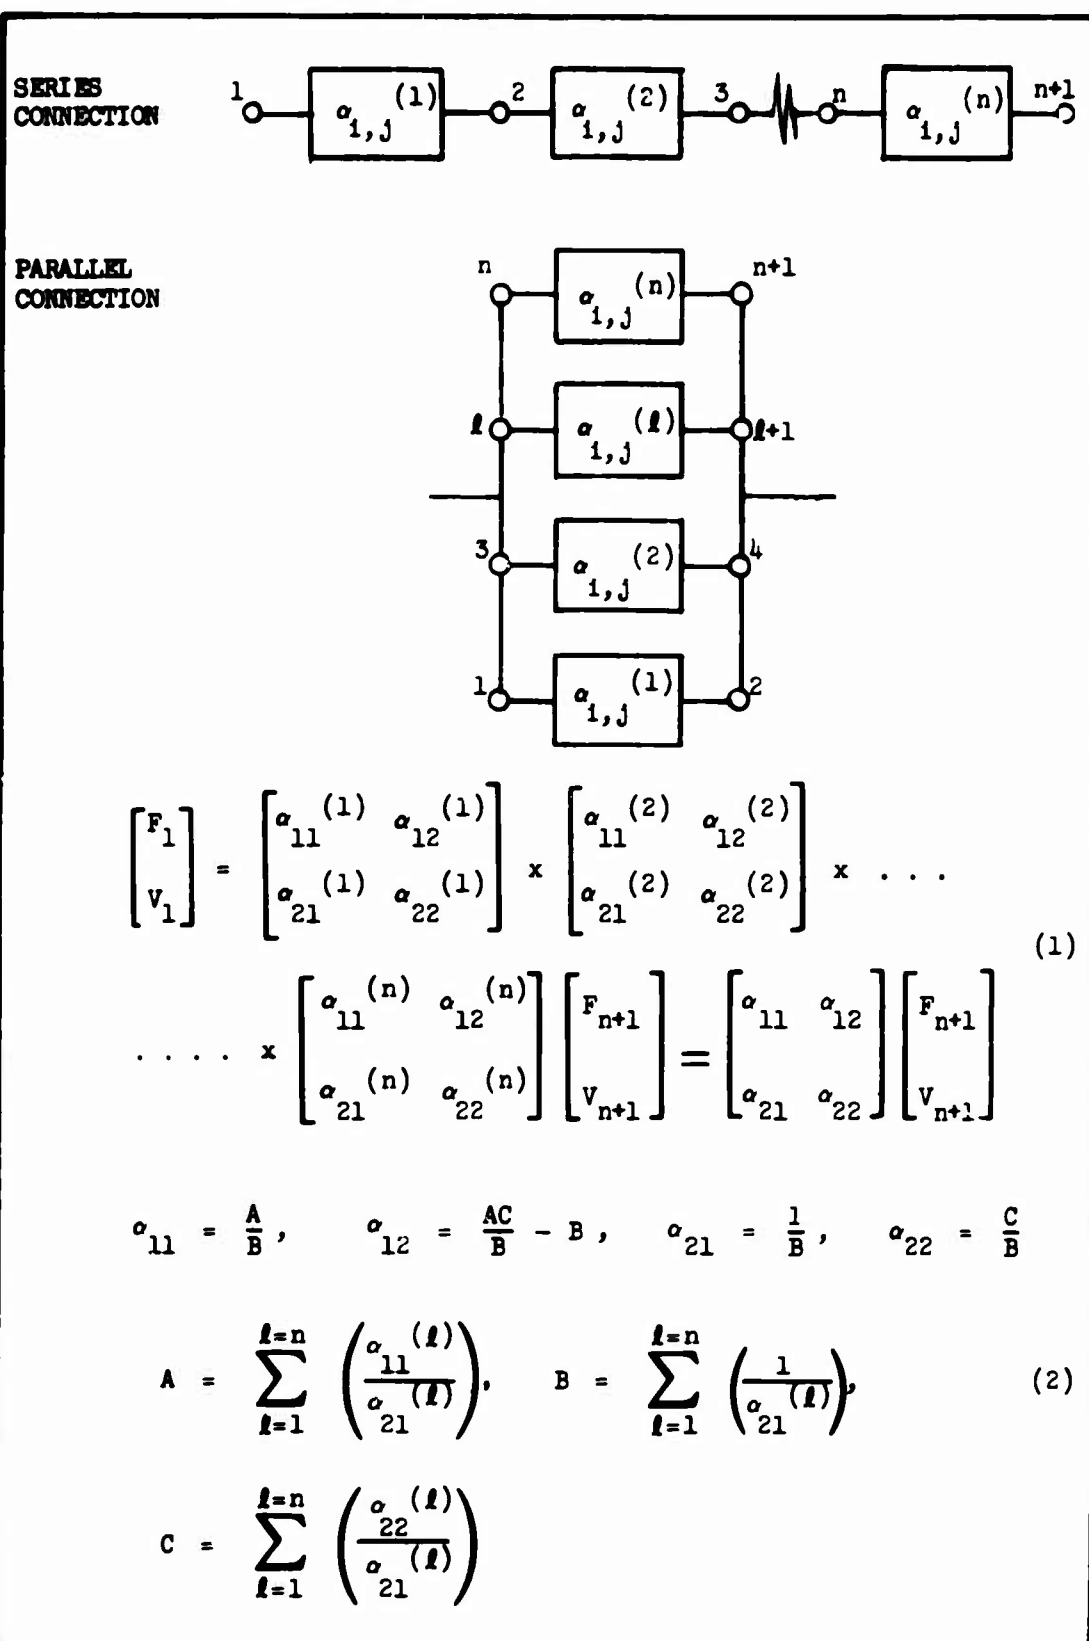 SERIES
CONNECTION
1 α_{i,j}^{(1)} 2 α_{i,j}^{(2)} 3 n α_{i,j}^{(n)} n+1
PARALLEL
CONNECTION
n α_{i,j}^{(n)} n+1
ℓ α_{i,j}^{(ℓ)} ℓ+1
3 α_{i,j}^{(2)} 4
1 α_{i,j}^{(1)} 2
[F_1 ; V_1] = [α_{11}^{(1)} α_{12}^{(1)} ; α_{21}^{(1)} α_{22}^{(1)}] x [α_{11}^{(2)} α_{12}^{(2)} ; α_{21}^{(2)} α_{22}^{(2)}] x . . .
(1)
. . . . x [α_{11}^{(n)} α_{12}^{(n)} ; α_{21}^{(n)} α_{22}^{(n)}] [F_{n+1} ; V_{n+1}] = [α_{11} α_{12} ; α_{21} α_{22}] [F_{n+1} ; V_{n+1}]
α_{11} = A/B, α_{12} = AC/B - B, α_{21} = 1/B, α_{22} = C/B
A = ∑_{ℓ=1}^{ℓ=n} (α_{11}^{(ℓ)}/α_{21}^{(ℓ)}), B = ∑_{ℓ=1}^{ℓ=n} (1/α_{21}^{(ℓ)}), (2)
C = ∑_{ℓ=1}^{ℓ=n} (α_{22}^{(ℓ)}/α_{21}^{(ℓ)})